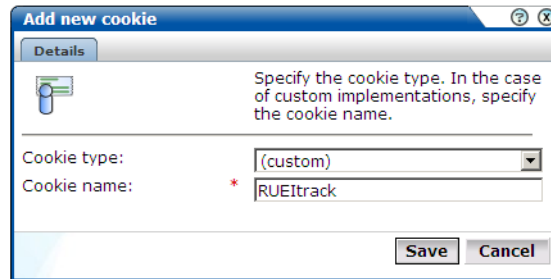 Add new cookie
Details
Specify the cookie type. In the case
of custom implementations, specify
the cookie name.
Cookie type: (custom)
Cookie name: * RUEItrack
Save Cancel